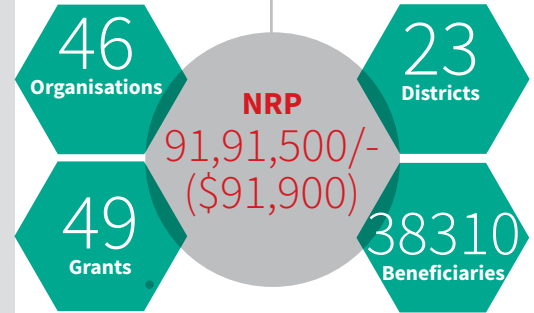 46
Organisations
23
Districts
NRP
91,91,500/-
($91,900)
49
Grants
38310
Beneficiaries